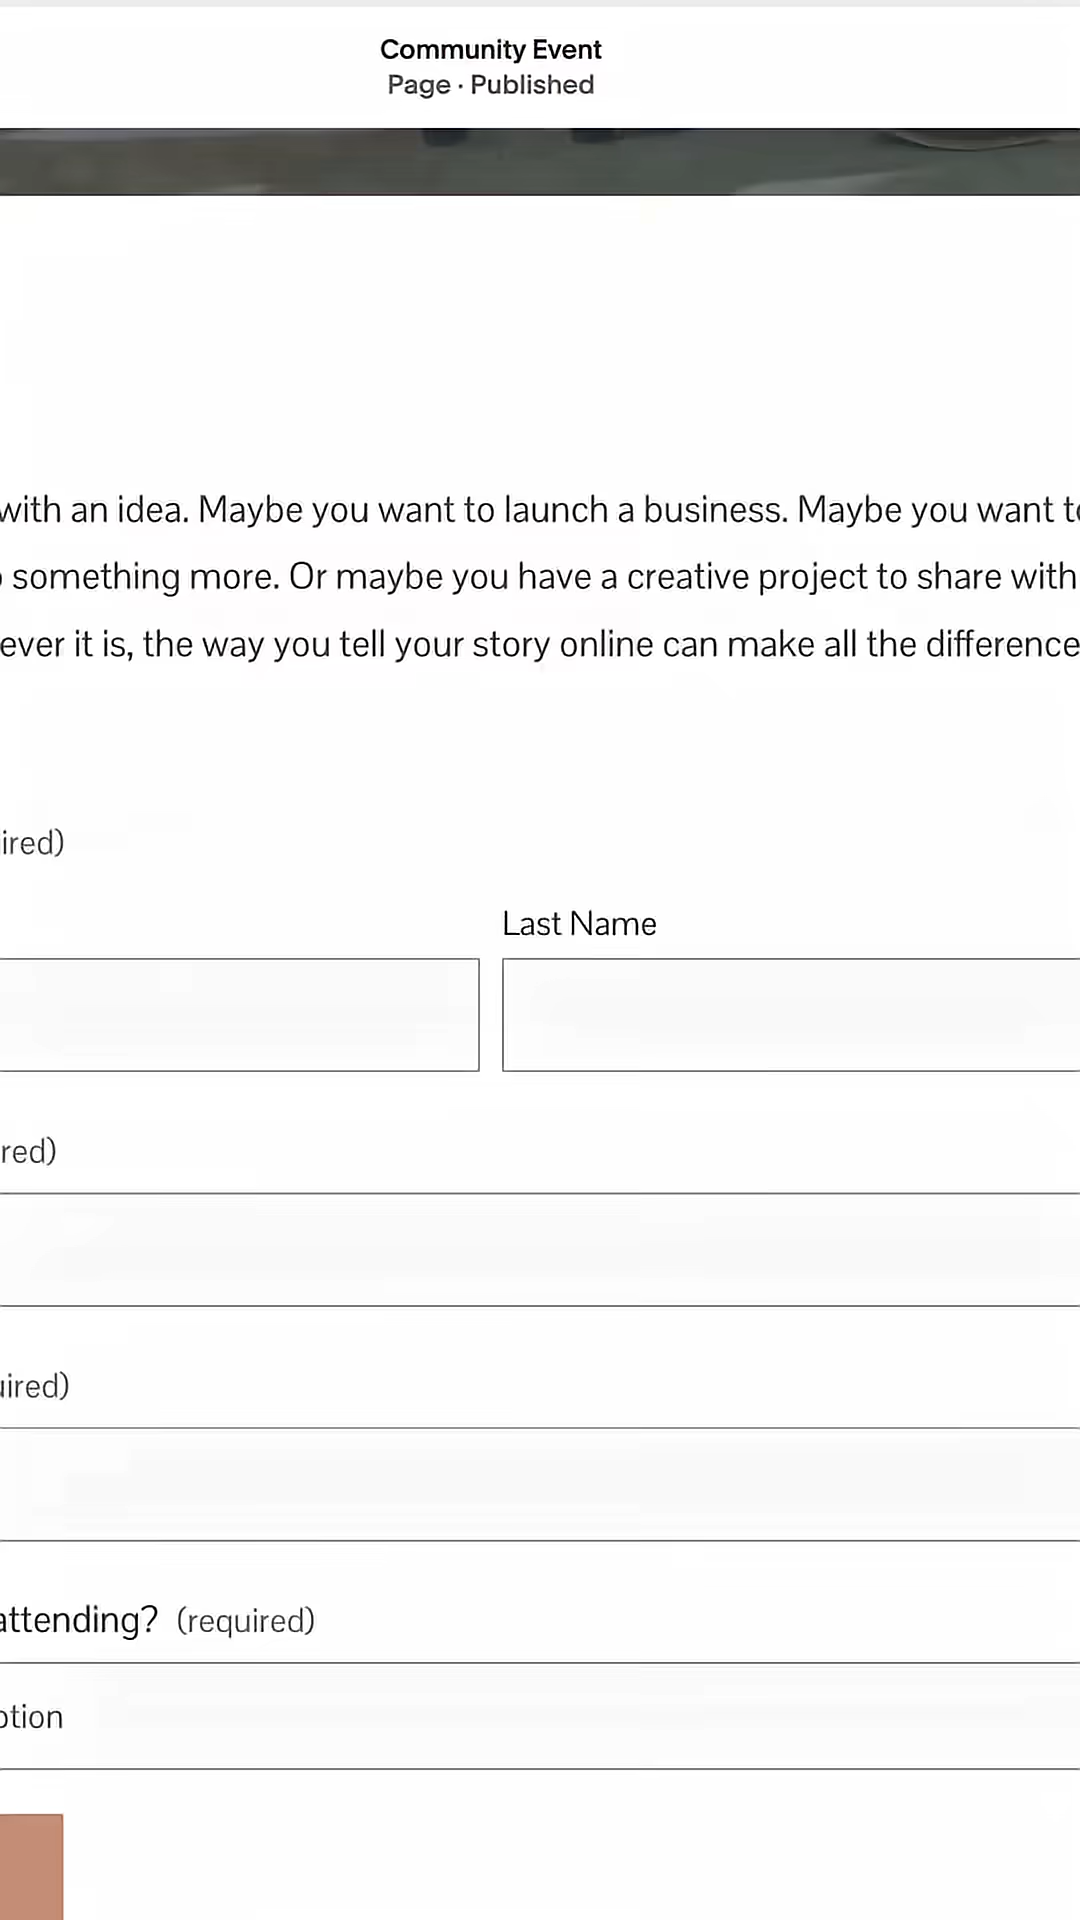 Community Event
Page · Published
with an idea. Maybe you want to launch a business. Maybe you want to
something more. Or maybe you have a creative project to share with
ever it is, the way you tell your story online can make all the difference
ired)
Last Name
red)
uired)
attending? (required)
ption